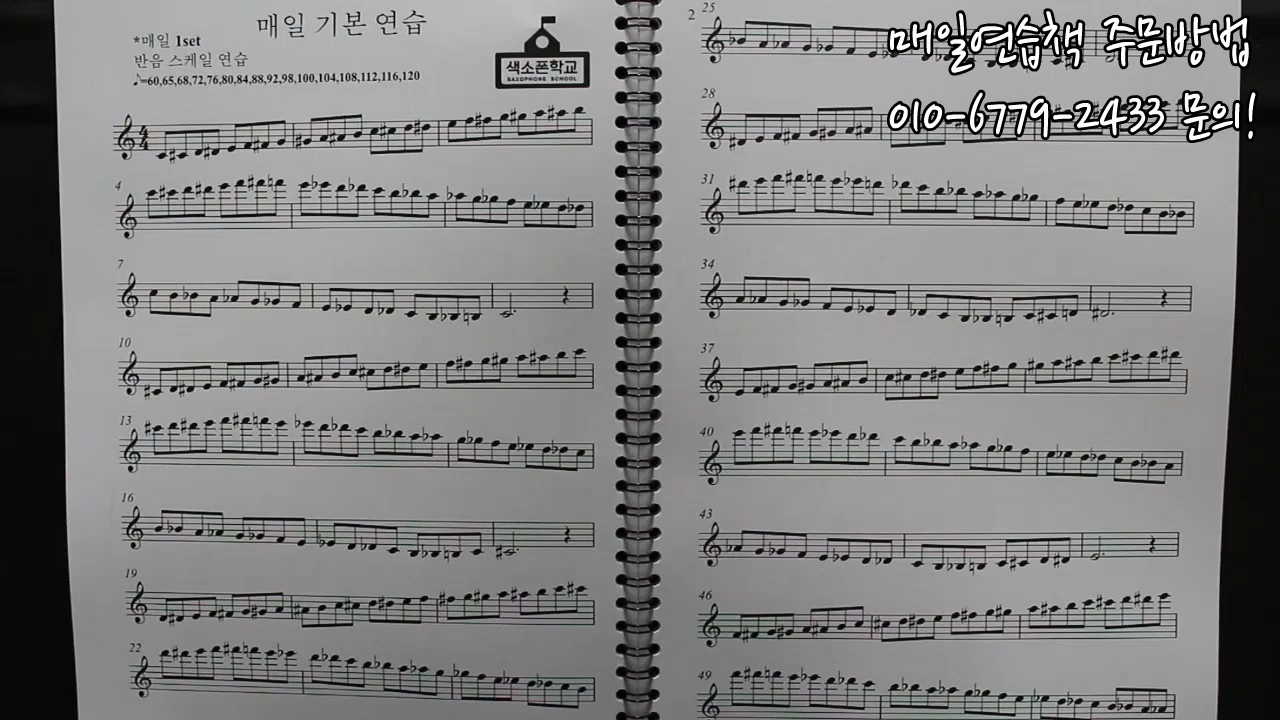 매일 기본 연습
*매일 1set
반음 스케일 연습
♪=60,65,68,72,76,80,84,88,92,98,100,104,108,112,116,120
색소폰학교
SAXOPHONE SCHOOL
4
7
10
13
16
19
22
2
25
28
31
34
37
40
43
46
49
매일연습책 주문방법
010-6779-2433 문의!